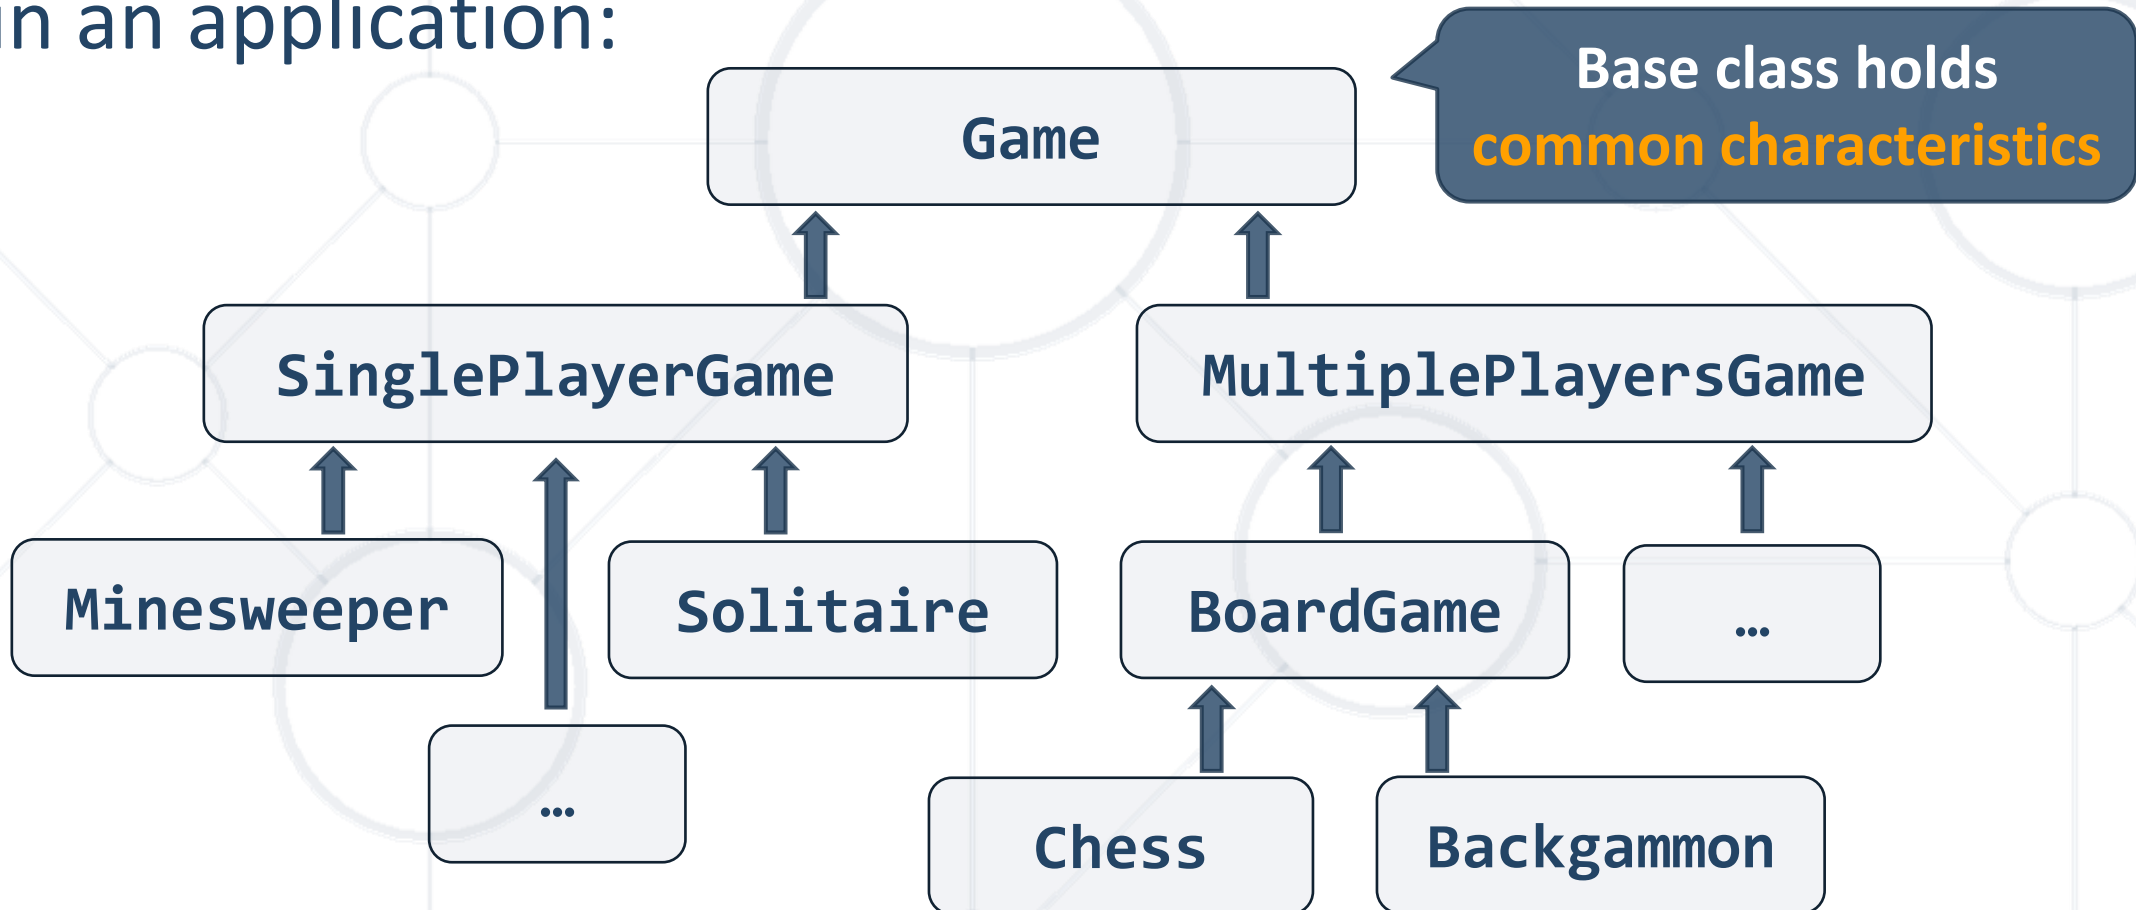 in an application:
Base class holds
common characteristics
Game
SinglePlayerGame
MultiplePlayersGame
Minesweeper
Solitaire
BoardGame
…
…
Chess
Backgammon